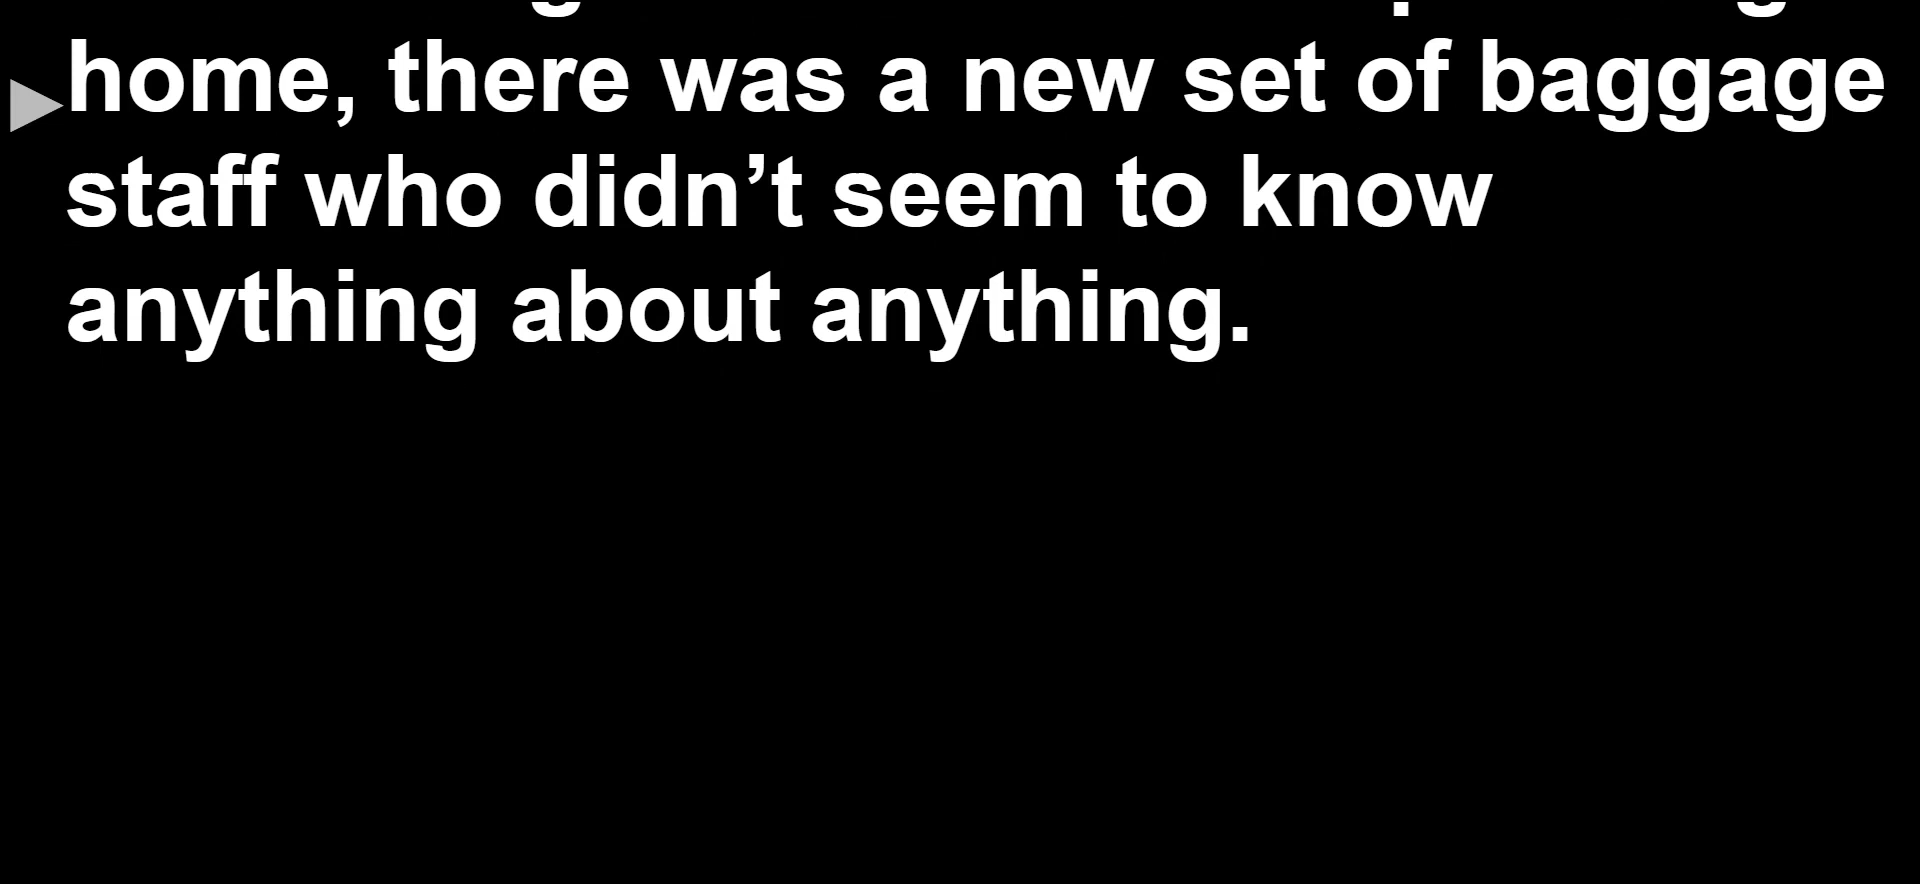 home, there was a new set of baggage
staff who didn’t seem to know
anything about anything.